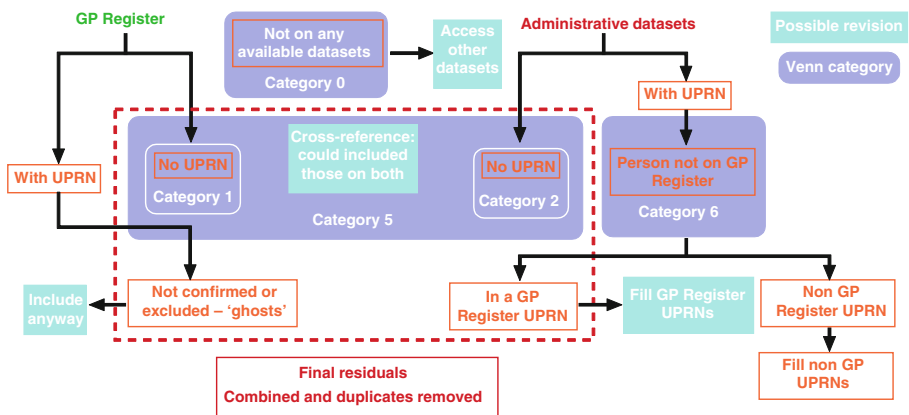 GP Register
Not on any
available datasets
Category 0
Access
other
datasets
Administrative datasets
Possible revision
Venn category
With UPRN
With UPRN
No UPRN
Category 1
Cross-reference:
could included
those on both
Category 5
No UPRN
Category 2
Person not on GP
Register
Category 6
Include
anyway
Not confirmed or
excluded – ‘ghosts’
In a GP
Register UPRN
Fill GP Register
UPRNs
Non GP
Register UPRN
Fill non GP
UPRNs
Final residuals
Combined and duplicates removed